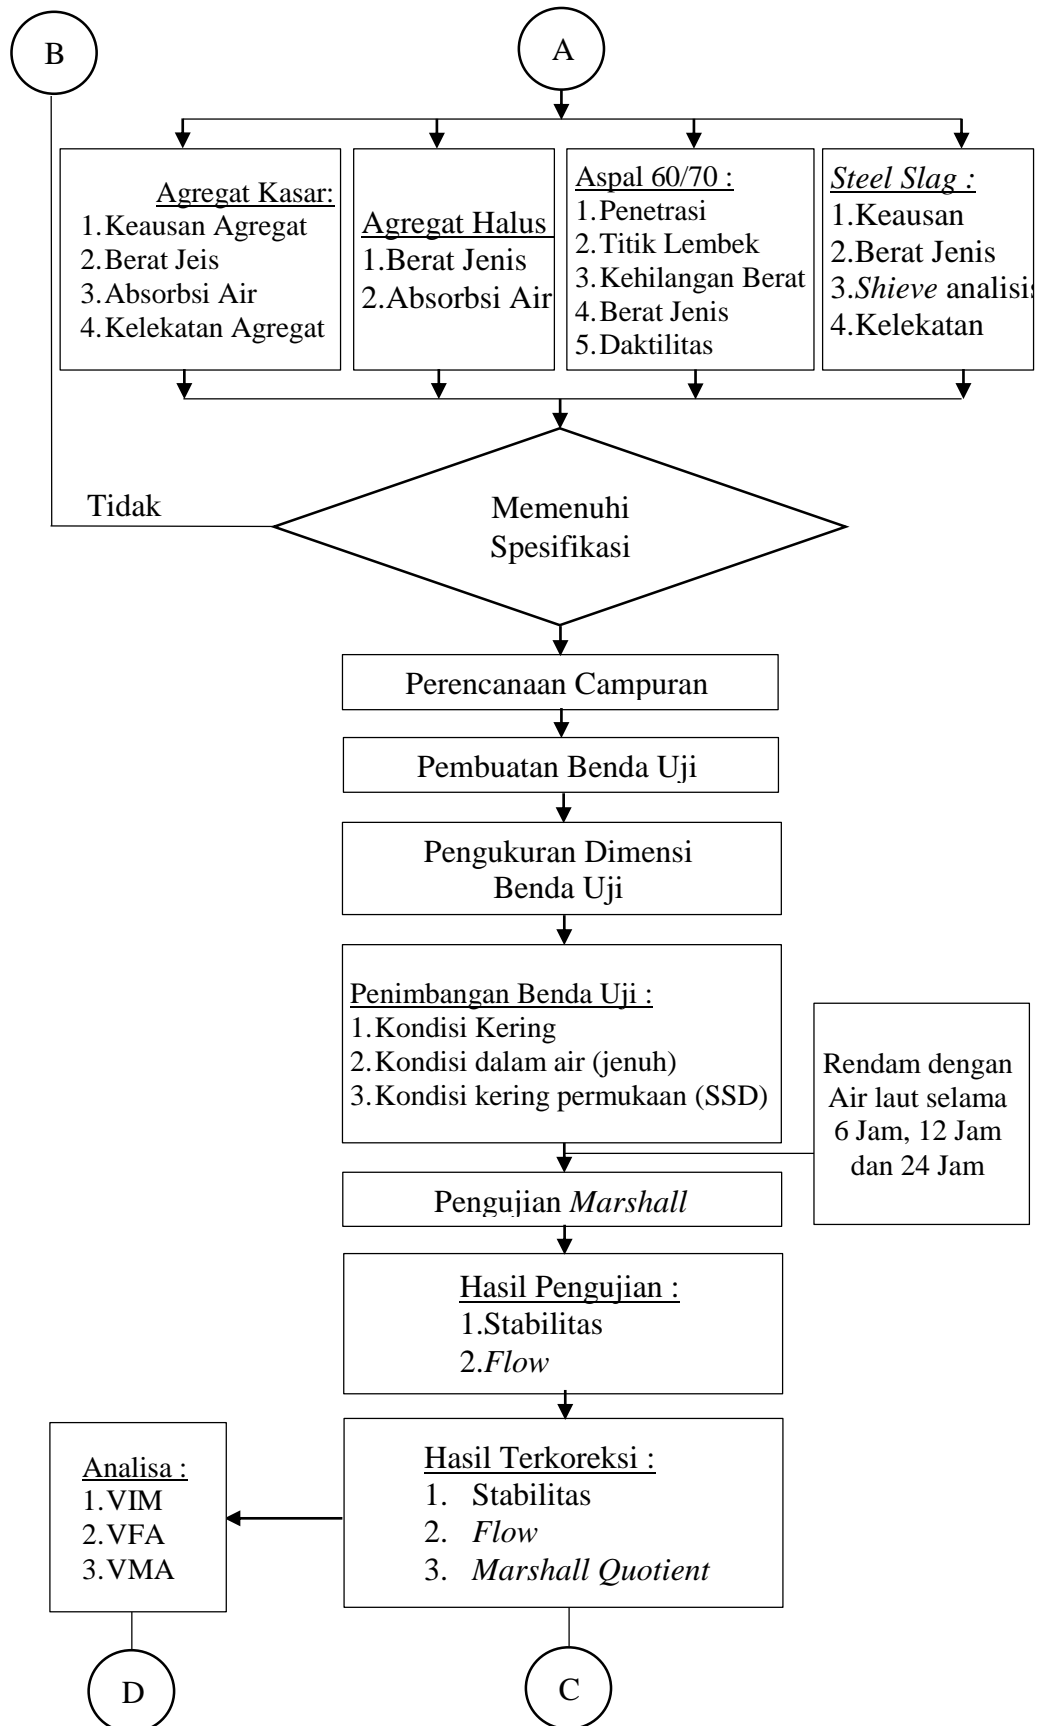 B
A
Agregat Kasar:
1.Keausan Agregat
2.Berat Jeis
3.Absorbsi Air
4.Kelekatan Agregat
Agregat Halus
1.Berat Jenis
2.Absorbsi Air
Aspal 60/70 :
1.Penetrasi
2.Titik Lembek
3.Kehilangan Berat
4.Berat Jenis
5.Daktilitas
Steel Slag :
1.Keausan
2.Berat Jenis
3.Shieve analisis
4.Kelekatan
Tidak
Memenuhi
Spesifikasi
Perencanaan Campuran
Pembuatan Benda Uji
Pengukuran Dimensi
Benda Uji
Penimbangan Benda Uji :
1.Kondisi Kering
2.Kondisi dalam air (jenuh)
3.Kondisi kering permukaan (SSD)
Rendam dengan
Air laut selama
6 Jam, 12 Jam
dan 24 Jam
Pengujian Marshall
Hasil Pengujian :
1.Stabilitas
2.Flow
Analisa :
1.VIM
2.VFA
3.VMA
Hasil Terkoreksi :
1. Stabilitas
2. Flow
3. Marshall Quotient
D
C